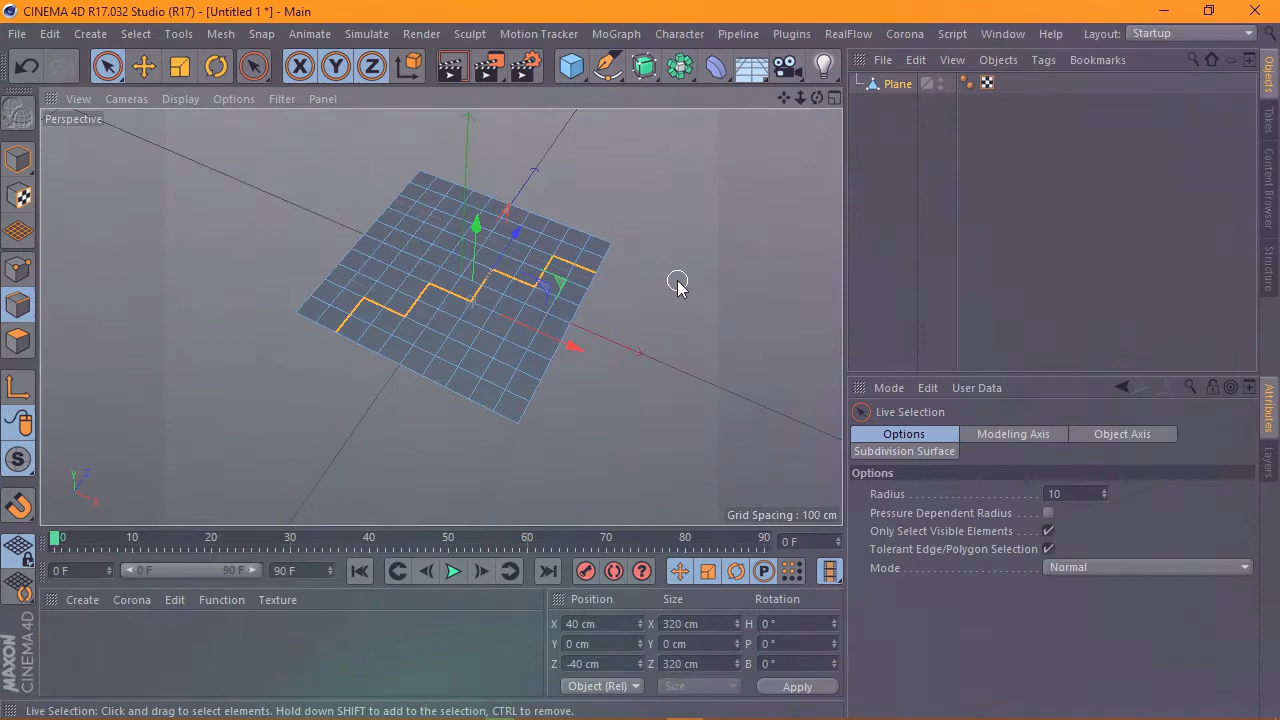 CINEMA 4D R17.032 Studio (R17) - [Untitled 1 *] - Main
File Edit Create Select Tools Mesh Snap Animate Simulate Render Sculpt Motion Tracker MoGraph Character Pipeline Plugins RealFlow Corona Script Window Help Layout: Startup
X Y Z
File Edit View Objects Tags Bookmarks
Plane
View Cameras Display Options Filter Panel
Perspective
Y Z X
Grid Spacing : 100 cm
Objects
Takes
Content Browser
Structure
Attributes
Layers
Mode Edit User Data
Live Selection
Options Modeling Axis Object Axis
Subdivision Surface
Options
Radius 10
Pressure Dependent Radius
Only Select Visible Elements
Tolerant Edge/Polygon Selection
Mode Normal
S
0 10 20 30 40 50 60 70 80 90 0 F
0 F 0 F 90 F 90 F
P
Create Corona Edit Function Texture
Position Size Rotation
X 40 cm X 320 cm H 0 °
Y 0 cm Y 0 cm P 0 °
Z -40 cm Z 320 cm B 0 °
Object (Rel) Size Apply
MAXON CINEMA 4D
Live Selection: Click and drag to select elements. Hold down SHIFT to add to the selection, CTRL to remove.